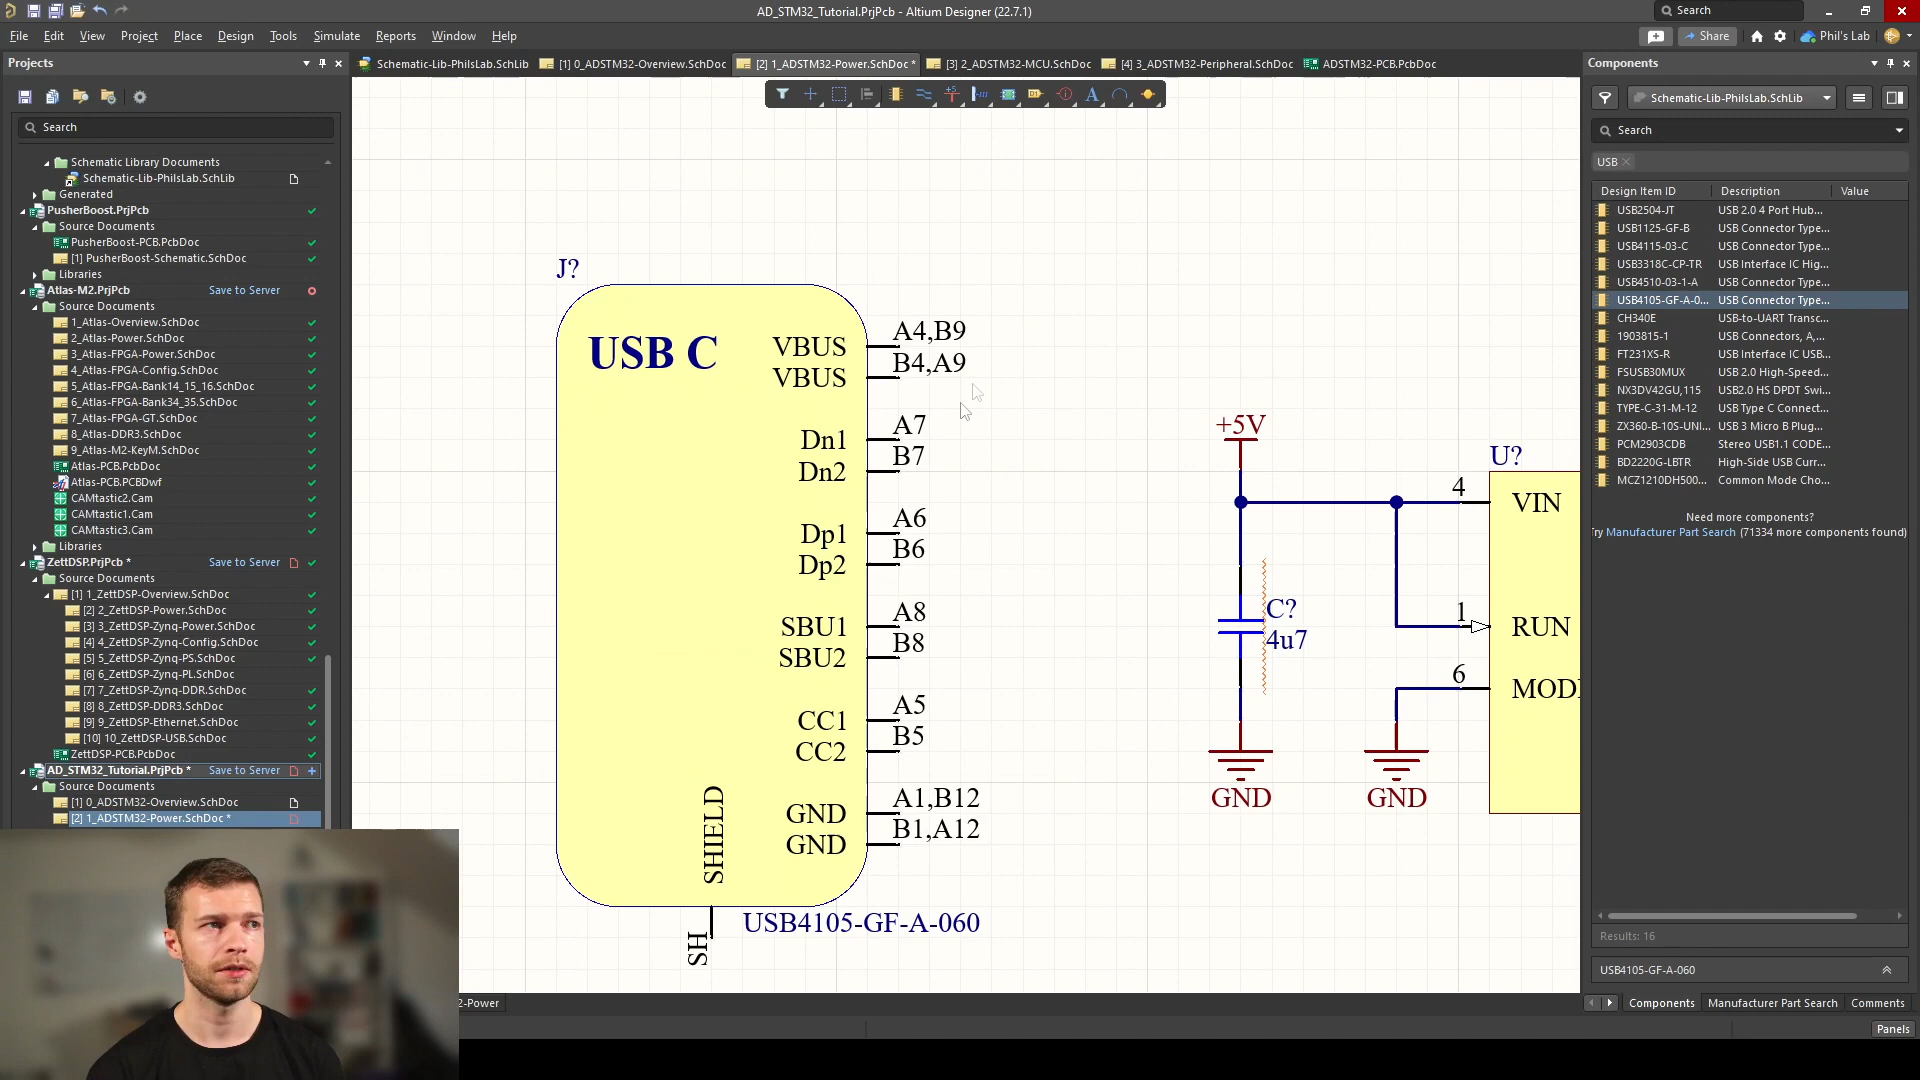 AD_STM32_Tutorial.PrjPcb - Altium Designer (22.7.1)
Search
File Edit View Project Place Design Tools Simulate Reports Window Help
Share
Phil's Lab
Projects
Schematic-Lib-PhilsLab.SchLib
[1] 0_ADSTM32-Overview.SchDoc
[2] 1_ADSTM32-Power.SchDoc *
[3] 2_ADSTM32-MCU.SchDoc
[4] 3_ADSTM32-Peripheral.SchDoc
ADSTM32-PCB.PcbDoc
Search
Schematic Library Documents
Schematic-Lib-PhilsLab.SchLib
Generated
PusherBoost.PrjPcb
Source Documents
PusherBoost-PCB.PcbDoc
[1] PusherBoost-Schematic.SchDoc
Libraries
Atlas-M2.PrjPcb Save to Server
Source Documents
1_Atlas-Overview.SchDoc
2_Atlas-Power.SchDoc
3_Atlas-FPGA-Power.SchDoc
4_Atlas-FPGA-Config.SchDoc
5_Atlas-FPGA-Bank14_15_16.SchDoc
6_Atlas-FPGA-Bank34_35.SchDoc
7_Atlas-FPGA-GT.SchDoc
8_Atlas-DDR3.SchDoc
9_Atlas-M2-KeyM.SchDoc
Atlas-PCB.PcbDoc
Atlas-PCB.PCBDwf
CAMtastic2.Cam
CAMtastic1.Cam
CAMtastic3.Cam
Libraries
ZettDSP.PrjPcb * Save to Server
Source Documents
[1] 1_ZettDSP-Overview.SchDoc
[2] 2_ZettDSP-Power.SchDoc
[3] 3_ZettDSP-Zynq-Power.SchDoc
[4] 4_ZettDSP-Zynq-Config.SchDoc
[5] 5_ZettDSP-Zynq-PS.SchDoc
[6] 6_ZettDSP-Zynq-PL.SchDoc
[7] 7_ZettDSP-Zynq-DDR.SchDoc
[8] 8_ZettDSP-DDR3.SchDoc
[9] 9_ZettDSP-Ethernet.SchDoc
[10] 10_ZettDSP-USB.SchDoc
ZettDSP-PCB.PcbDoc
AD_STM32_Tutorial.PrjPcb * Save to Server
Source Documents
[1] 0_ADSTM32-Overview.SchDoc
[2] 1_ADSTM32-Power.SchDoc *
J?
USB C
VBUS A4,B9
VBUS B4,A9
Dn1 A7
Dn2 B7
Dp1 A6
Dp2 B6
SBU1 A8
SBU2 B8
CC1 A5
CC2 B5
GND A1,B12
GND B1,A12
SHIELD
SH
USB4105-GF-A-060
+5V
C?
4u7
GND
GND
U?
4 VIN
1 RUN
6 MODE
2-Power
Components
Schematic-Lib-PhilsLab.SchLib
Search
USB
Design Item ID Description Value
USB2504-JT USB 2.0 4 Port Hub...
USB1125-GF-B USB Connector Type...
USB4115-03-C USB Connector Type...
USB3318C-CP-TR USB Interface IC Hig...
USB4510-03-1-A USB Connector Type...
USB4105-GF-A-0... USB Connector Type...
CH340E USB-to-UART Transc...
1903815-1 USB Connectors, A,...
FT231XS-R USB Interface IC USB...
FSUSB30MUX USB 2.0 High-Speed...
NX3DV42GU,115 USB2.0 HS DPDT Swi...
TYPE-C-31-M-12 USB Type C Connect...
ZX360-B-10S-UNI... USB 3 Micro B Plug...
PCM2903CDB Stereo USB1.1 CODE...
BD2220G-LBTR High-Side USB Curr...
MCZ1210DH500... Common Mode Cho...
Need more components?
Try Manufacturer Part Search (71334 more components found)
Results: 16
USB4105-GF-A-060
Components Manufacturer Part Search Comments
Panels